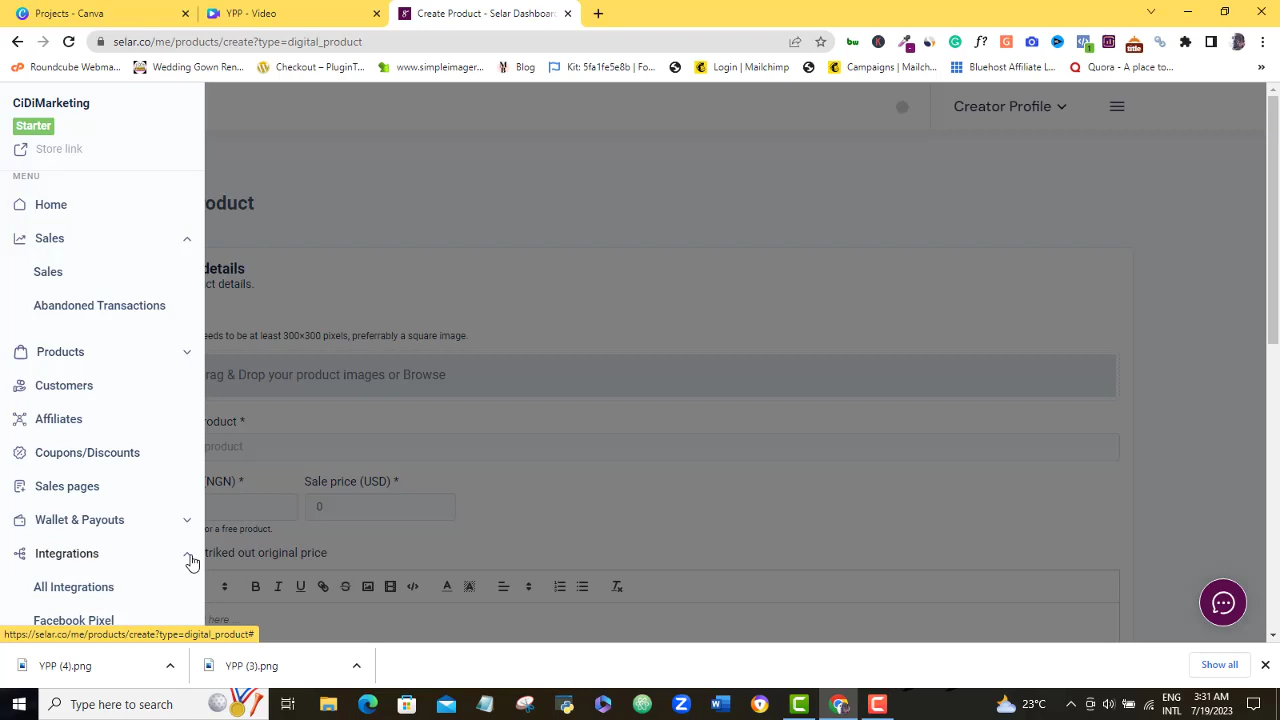 Projects - Canva
YPP - Video
Create Product - Selar Dashboard
selar.co/me/products/create?type=digital_product
Roundcube Webma...
Wedding Gown Ren...
Checkout – PluginT...
www.simpleimager...
Blog
Kit: 5fa1fe5e8b | Fo...
Login | Mailchimp
Campaigns | Mailch...
Bluehost Affiliate L...
Quora - A place to...
CiDiMarketing
Starter
Store link
Creator Profile
MENU
Home
oduct
Sales
Sales
details
ct details.
Abandoned Transactions
eeds to be at least 300×300 pixels, preferrably a square image.
Products
rag & Drop your product images or Browse
Customers
Affiliates
oduct *
product
Coupons/Discounts
Sales pages
(NGN) *
Sale price (USD) *
0
Wallet & Payouts
or a free product.
Integrations
triked out original price
All Integrations
here ...
Facebook Pixel
https://selar.co/me/products/create?type=digital_product#
YPP (4).png
YPP (3).png
Show all
Type here to search
23°C
ENG
INTL
3:31 AM
7/19/2023